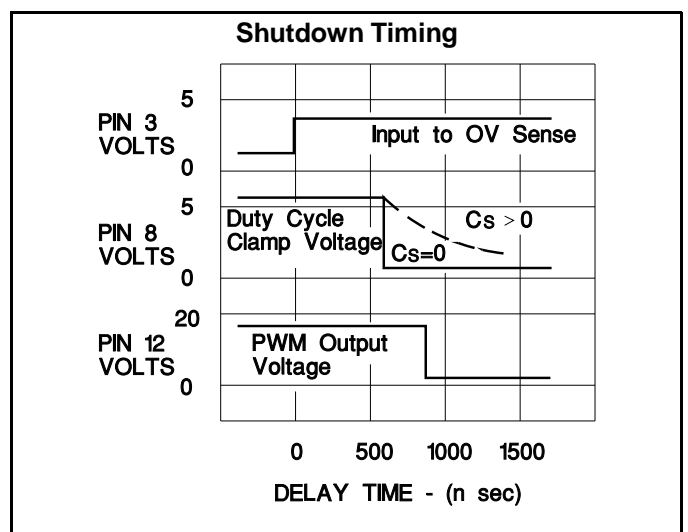 Shutdown Timing
5
PIN 3
VOLTS
0
Input to OV Sense
5
PIN 8
VOLTS
0
Duty Cycle
Clamp Voltage
Cs > 0
Cs=0
20
PIN 12
VOLTS
0
PWM Output
Voltage
0 500 1000 1500
DELAY TIME - (n sec)